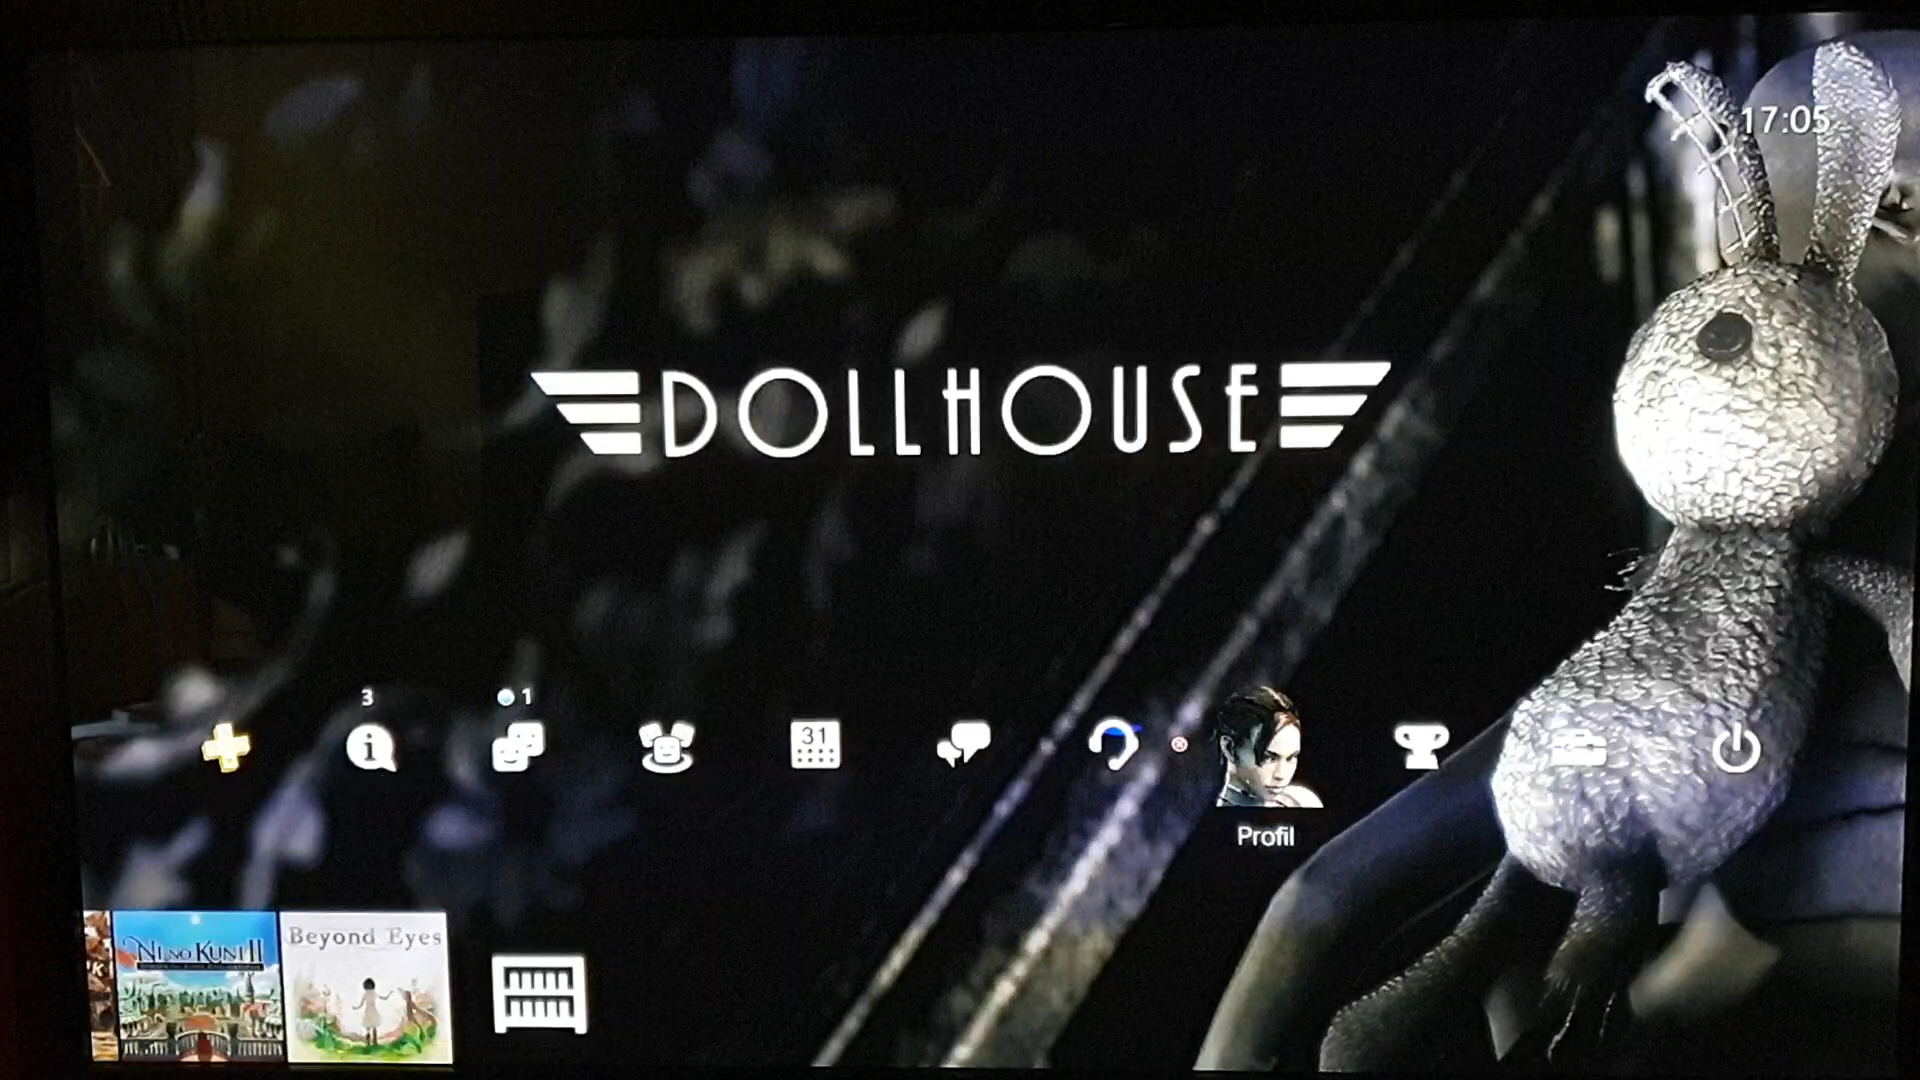 17:05
DOLLHOUSE
3
1
31
Profil
NI NO KUNI II
Beyond Eyes